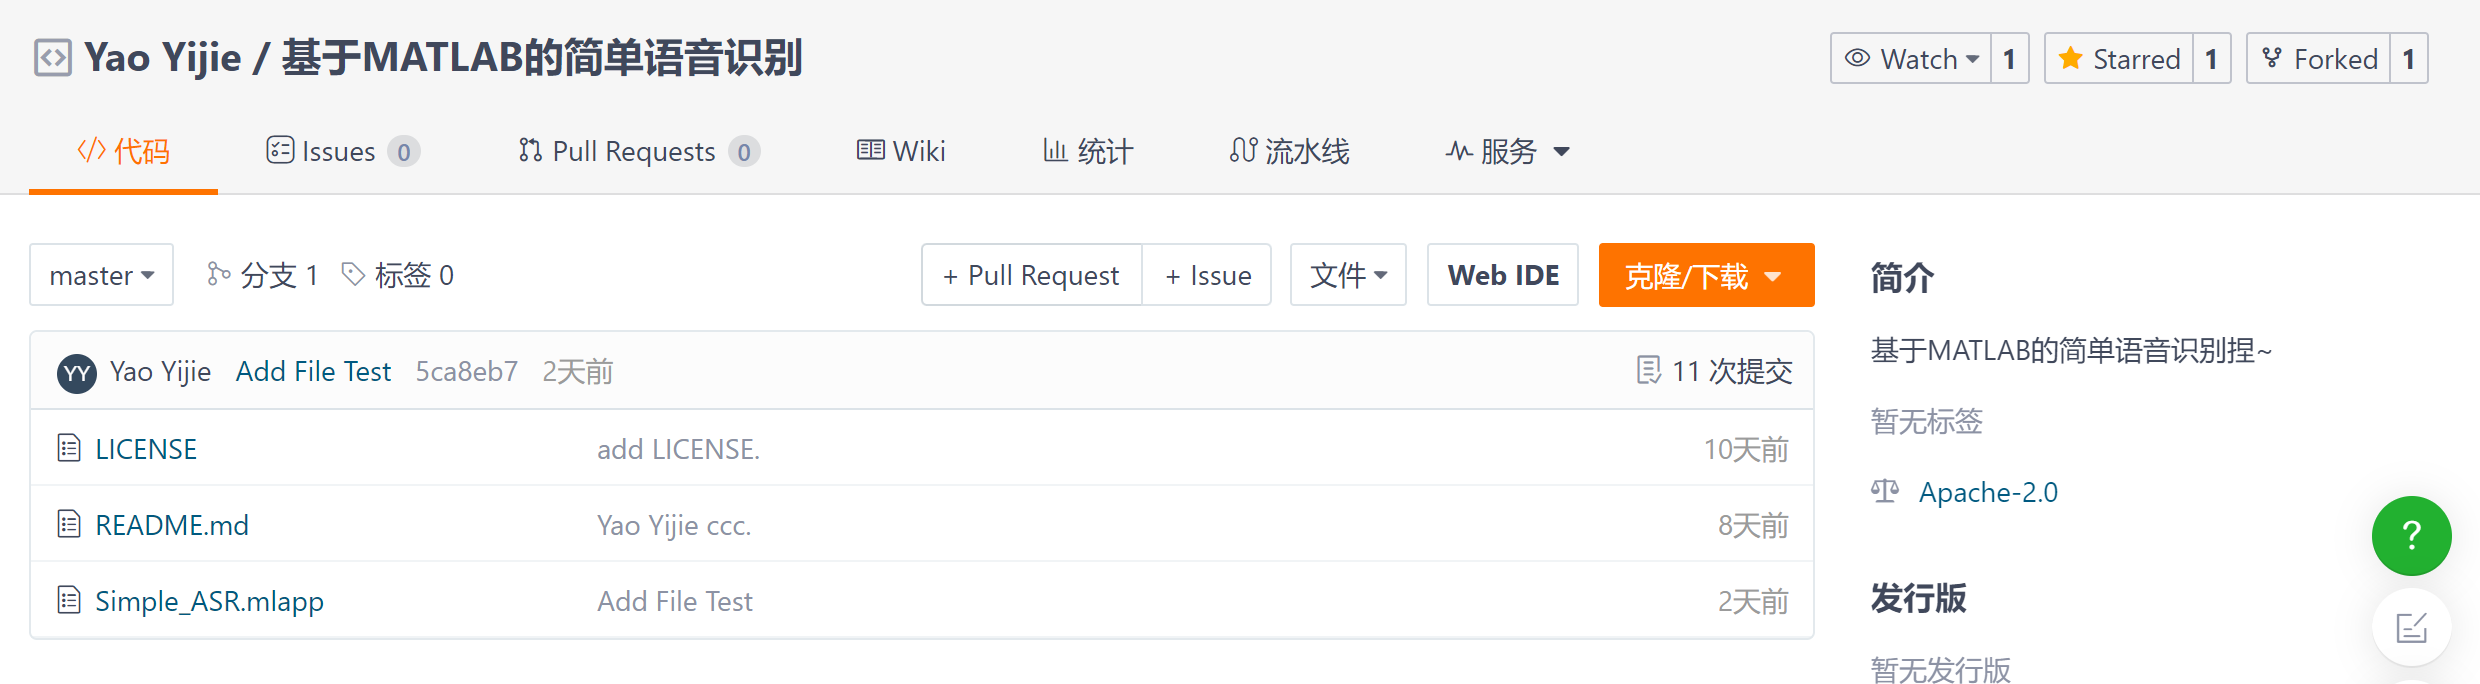 Yao Yijie / 基于MATLAB的简单语音识别
Watch 1 Starred 1 Forked 1
代码 Issues 0 Pull Requests 0 Wiki 统计 流水线 服务
master 分支 1 标签 0 + Pull Request + Issue 文件 Web IDE 克隆/下载
简介
YY Yao Yijie Add File Test 5ca8eb7 2天前 11 次提交
基于MATLAB的简单语音识别捏~
暂无标签
LICENSE add LICENSE. 10天前
Apache-2.0
README.md Yao Yijie ccc. 8天前
?
Simple_ASR.mlapp Add File Test 2天前
发行版
暂无发行版